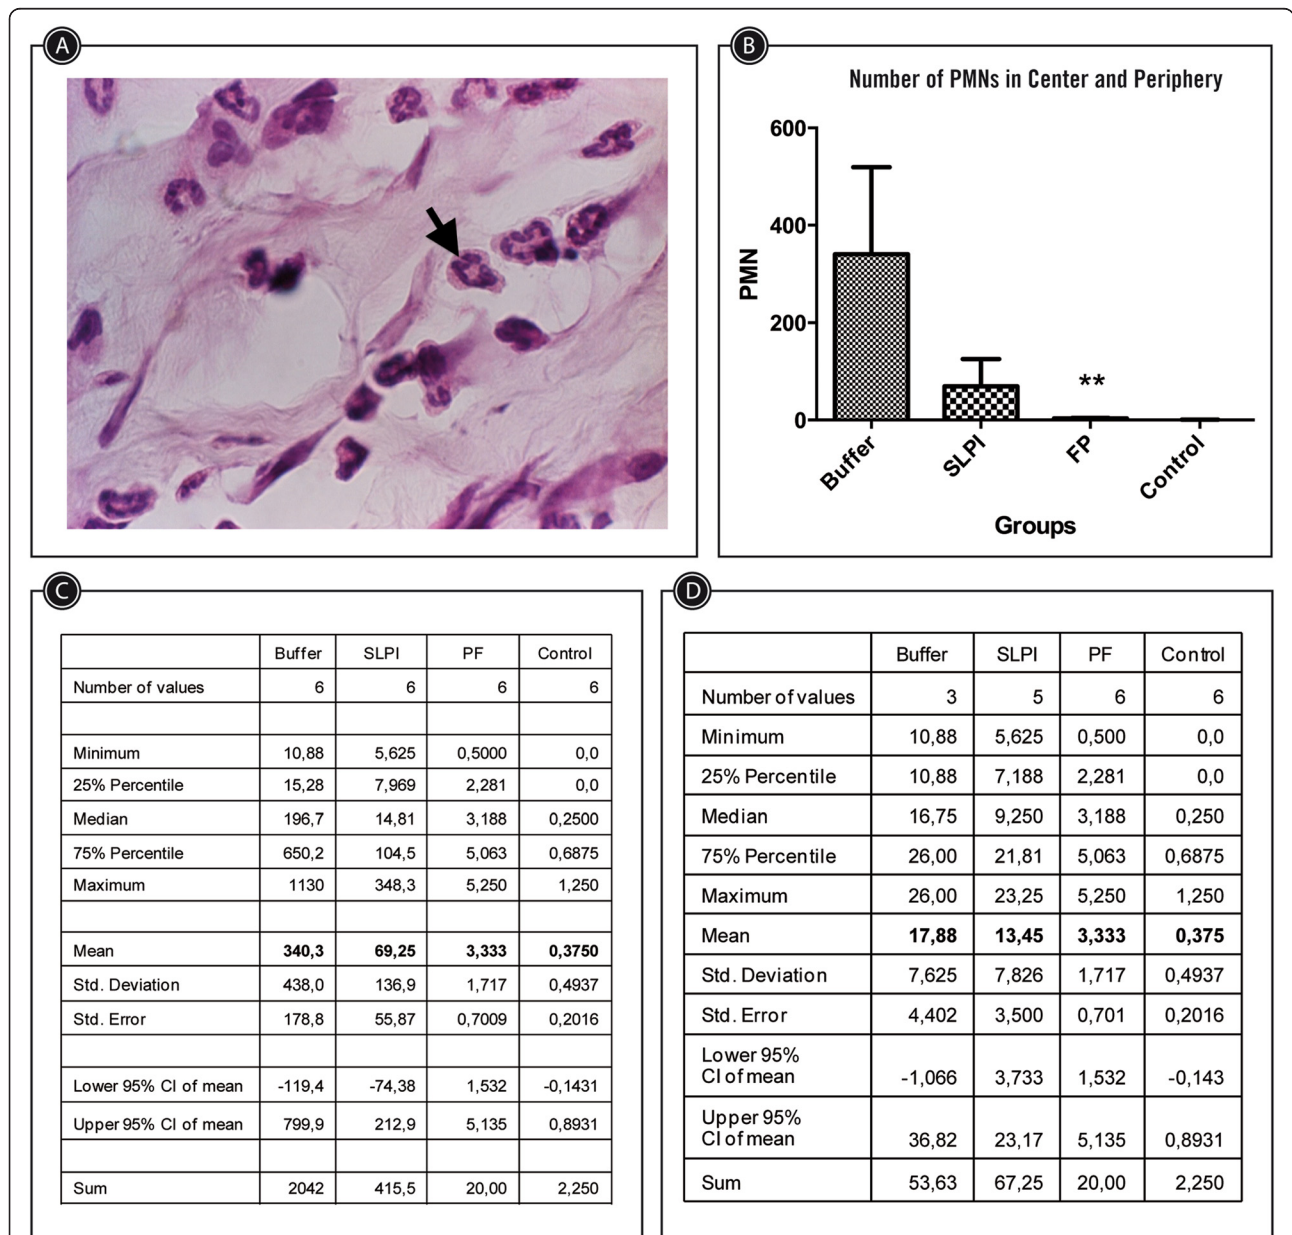 A
B
Number of PMNs in Center and Periphery
600
400
200
0
PMN
**
Buffer
SLPI
FP
Control
Groups
C
Buffer SLPI PF Control
Number of values 6 6 6 6
Minimum 10,88 5,625 0,5000 0,0
25% Percentile 15,28 7,969 2,281 0,0
Median 196,7 14,81 3,188 0,2500
75% Percentile 650,2 104,5 5,063 0,6875
Maximum 1130 348,3 5,250 1,250
Mean 340,3 69,25 3,333 0,3750
Std. Deviation 438,0 136,9 1,717 0,4937
Std. Error 178,8 55,87 0,7009 0,2016
Lower 95% CI of mean -119,4 -74,38 1,532 -0,1431
Upper 95% CI of mean 799,9 212,9 5,135 0,8931
Sum 2042 415,5 20,00 2,250
D
Buffer SLPI PF Control
Number of values 3 5 6 6
Minimum 10,88 5,625 0,500 0,0
25% Percentile 10,88 7,188 2,281 0,0
Median 16,75 9,250 3,188 0,250
75% Percentile 26,00 21,81 5,063 0,6875
Maximum 26,00 23,25 5,250 1,250
Mean 17,88 13,45 3,333 0,375
Std. Deviation 7,625 7,826 1,717 0,4937
Std. Error 4,402 3,500 0,701 0,2016
Lower 95%
CI of mean -1,066 3,733 1,532 -0,143
Upper 95%
CI of mean 36,82 23,17 5,135 0,8931
Sum 53,63 67,25 20,00 2,250